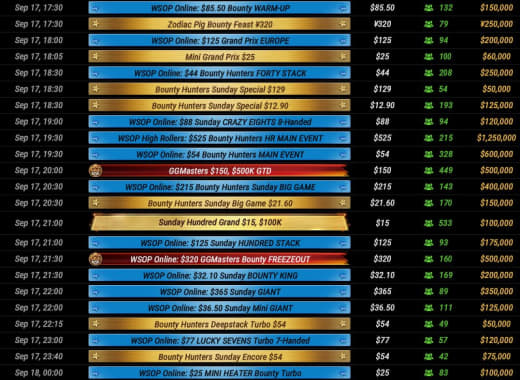 Sep 17, 17:30 WSOP Online: $85.50 Bounty WARM-UP $85.50 132 $150,000
Sep 17, 17:30 Zodiac Pig Bounty Feast ¥320 ¥320 79 ¥250,000
Sep 17, 18:00 WSOP Online: $125 Grand Prix EUROPE $125 94 $200,000
Sep 17, 18:05 Mini Grand Prix $25 $25 100 $60,000
Sep 17, 18:30 WSOP Online: $44 Bounty Hunters FORTY STACK $44 208 $250,000
Sep 17, 18:30 Bounty Hunters Sunday Special $129 $129 54 $50,000
Sep 17, 18:30 Bounty Hunters Sunday Special $12.90 $12.90 193 $125,000
Sep 17, 19:00 WSOP Online: $88 Sunday CRAZY EIGHTS 8-Handed $88 94 $120,000
Sep 17, 19:30 WSOP High Rollers: $525 Bounty Hunters HR MAIN EVENT $525 215 $1,250,000
Sep 17, 19:30 WSOP Online: $54 Bounty Hunters MAIN EVENT $54 328 $600,000
Sep 17, 20:00 GGMasters $150, $500K GTD $150 449 $500,000
Sep 17, 20:30 WSOP Online: $215 Bounty Hunters Sunday BIG GAME $215 143 $400,000
Sep 17, 20:30 Bounty Hunters Sunday Big Game $21.60 $21.60 170 $150,000
Sep 17, 21:00 Sunday Hundred Grand $15, $100K $15 533 $100,000
Sep 17, 21:00 WSOP Online: $125 Sunday HUNDRED STACK $125 93 $175,000
Sep 17, 21:30 WSOP Online: $320 GGMasters Bounty FREEZEOUT $320 160 $500,000
Sep 17, 21:30 WSOP Online: $32.10 Sunday BOUNTY KING $32.10 169 $200,000
Sep 17, 22:00 WSOP Online: $365 Sunday GIANT $365 89 $350,000
Sep 17, 22:00 WSOP Online: $36.50 Sunday Mini GIANT $36.50 111 $125,000
Sep 17, 22:15 Bounty Hunters Deepstack Turbo $54 $54 49 $50,000
Sep 17, 23:00 WSOP Online: $77 LUCKY SEVENS Turbo 7-Handed $77 57 $120,000
Sep 17, 23:40 Bounty Hunters Sunday Encore $54 $54 42 $75,000
Sep 18, 00:00 WSOP Online: $25 MINI HEATER Bounty Turbo $25 83 $100,000